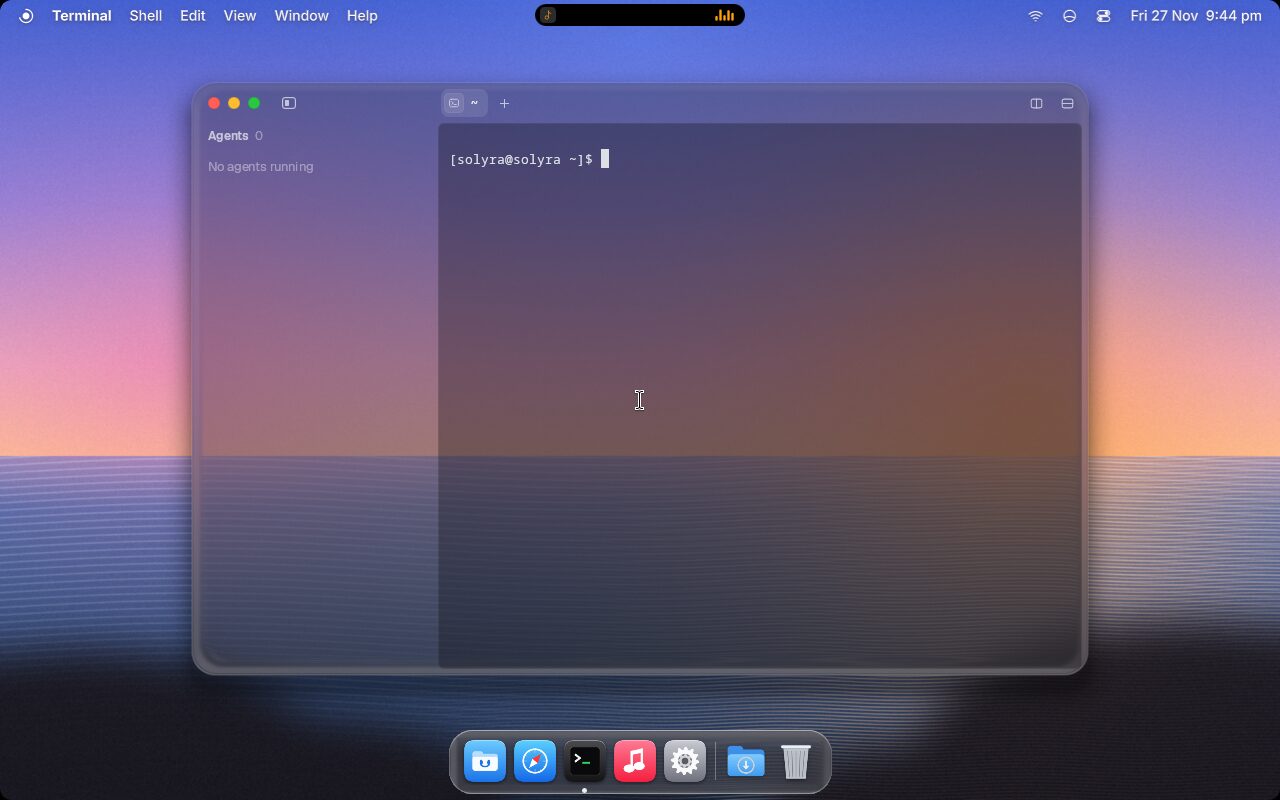 Terminal Shell Edit View Window Help
Fri 27 Nov 9:44 pm
~
Agents 0
No agents running
[solyra@solyra ~]$